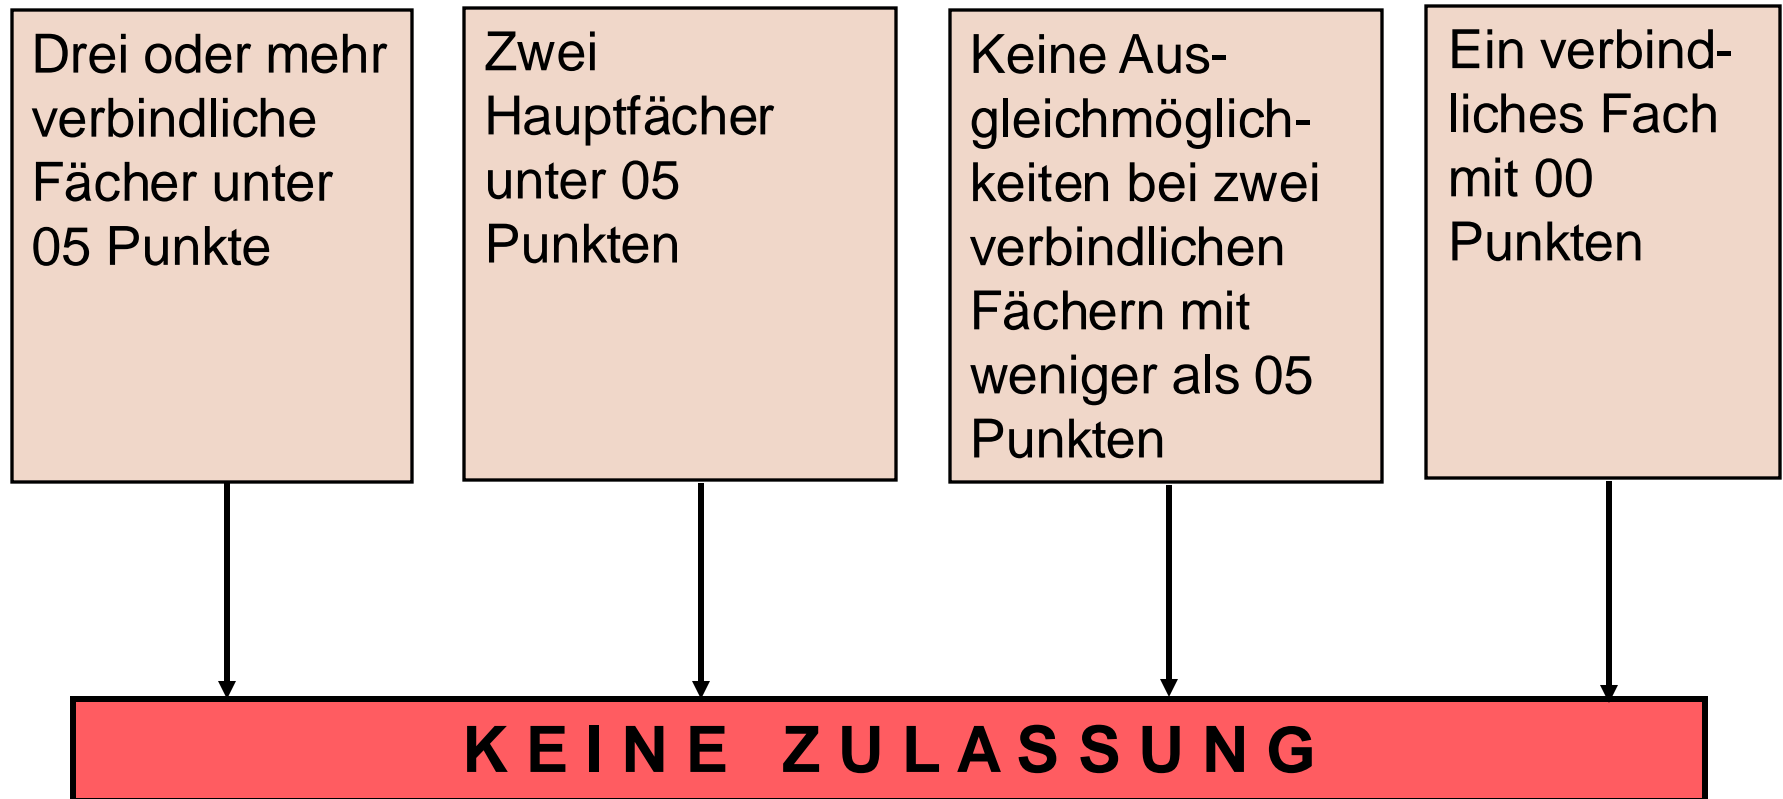 Drei oder mehr
verbindliche
Fächer unter
05 Punkte
Zwei
Hauptfächer
unter 05
Punkten
Keine Aus-
gleichmöglich-
keiten bei zwei
verbindlichen
Fächern mit
weniger als 05
Punkten
Ein verbind-
liches Fach
mit 00
Punkten
KEINE ZULASSUNG